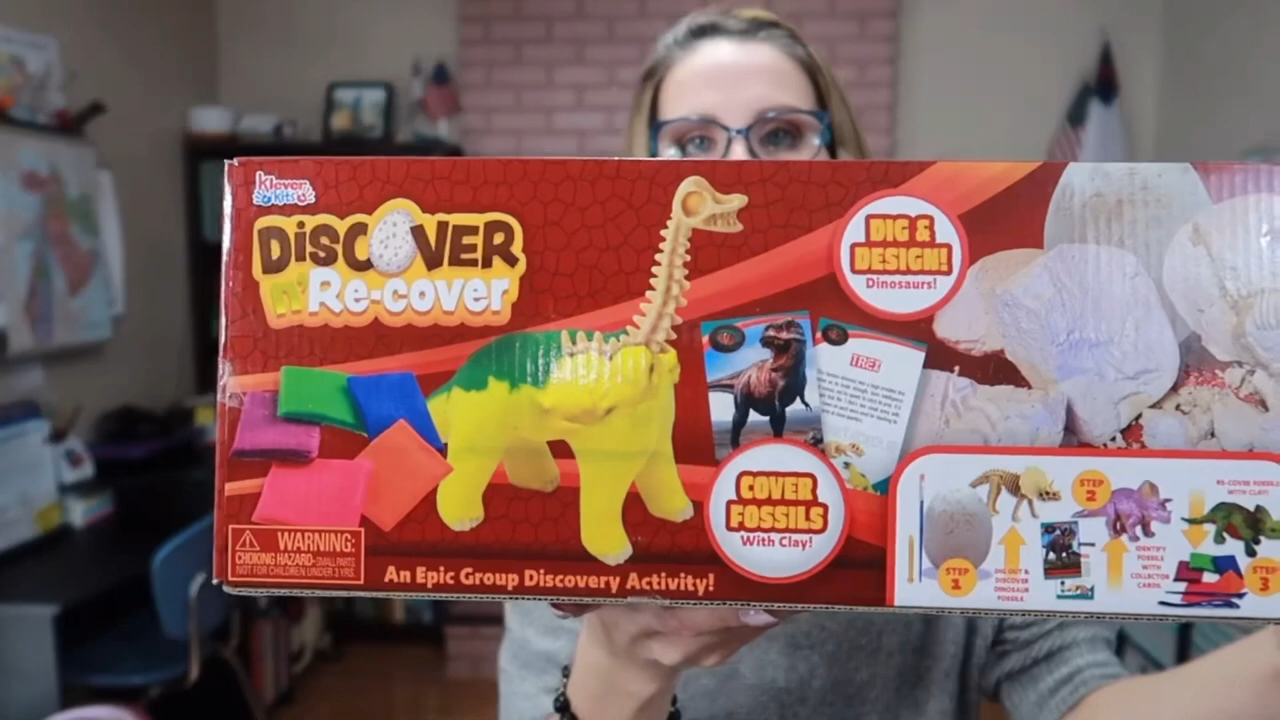 Klever
Kits
DiSCOVER
n' Re-cover
DIG &
DESIGN!
Dinosaurs!
T REX
COVER
FOSSILS
With Clay!
WARNING:
CHOKING HAZARD-SMALL PARTS
NOT FOR CHILDREN UNDER 3 YRS.
An Epic Group Discovery Activity!
STEP
1
DIG OUT &
DISCOVER
DINOSAUR
FOSSIL.
STEP
2
IDENTIFY
FOSSILS
WITH
COLLECTOR
CARDS.
RE-COVER FOSSILS
WITH CLAY!
STEP
3